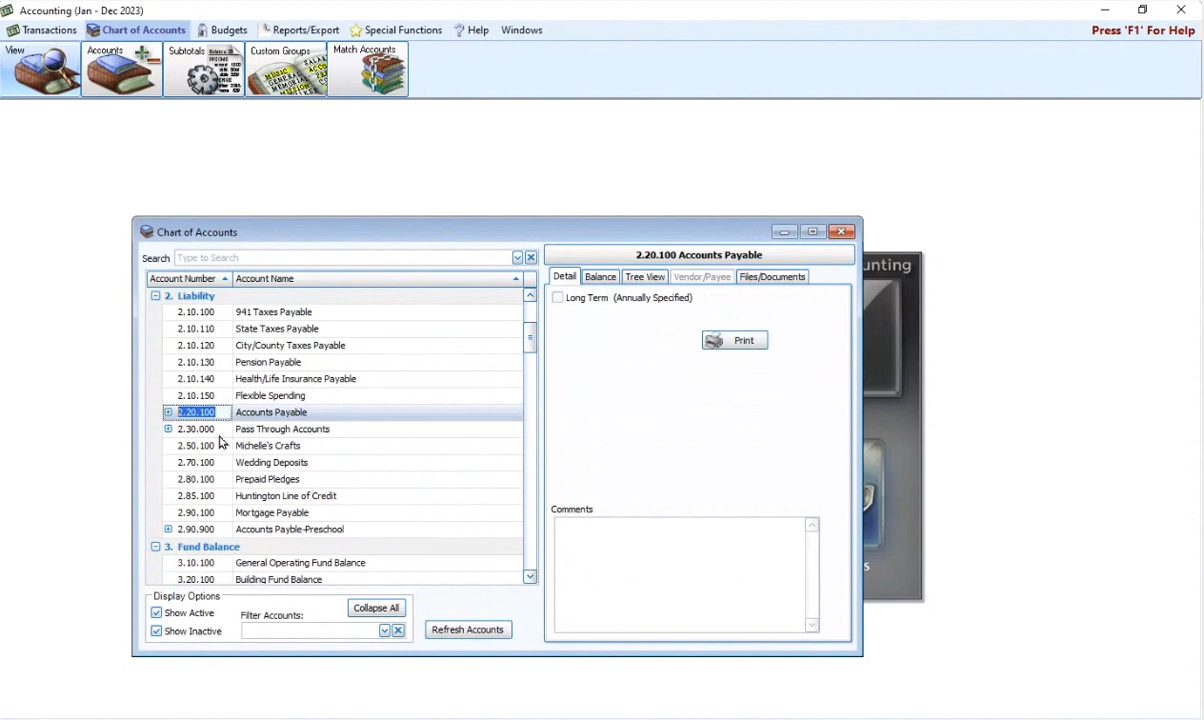 Accounting (Jan - Dec 2023)
Transactions Chart of Accounts Budgets Reports/Export Special Functions Help Windows Press 'F1' For Help
View Accounts Subtotals Custom Groups Match Accounts
Chart of Accounts
Search Type to Search
2.20.100 Accounts Payable
Account Number Account Name
Detail Balance Tree View Vendor/Payee Files/Documents
2. Liability
Long Term (Annually Specified)
2.10.100 941 Taxes Payable
2.10.110 State Taxes Payable
2.10.120 City/County Taxes Payable
Print
2.10.130 Pension Payable
2.10.140 Health/Life Insurance Payable
2.10.150 Flexible Spending
2.20.100 Accounts Payable
2.30.000 Pass Through Accounts
2.50.100 Michelle's Crafts
2.70.100 Wedding Deposits
2.80.100 Prepaid Pledges
2.85.100 Huntington Line of Credit
2.90.100 Mortgage Payable
2.90.900 Accounts Payble-Preschool
3. Fund Balance
3.10.100 General Operating Fund Balance
3.20.100 Building Fund Balance
Comments
Display Options
Show Active Filter Accounts: Collapse All
Show Inactive
Refresh Accounts
unting
s